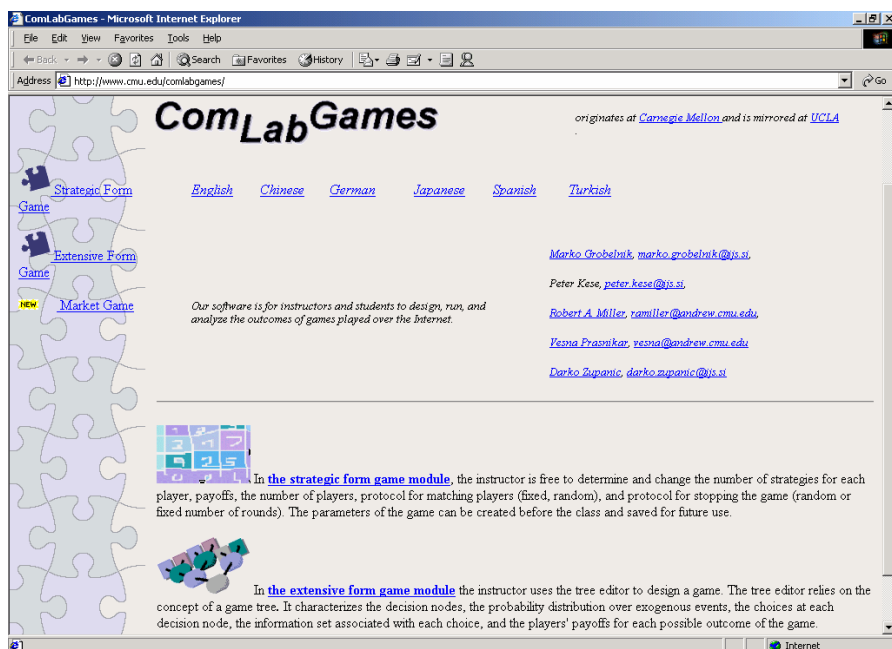 ComLabGames - Microsoft Internet Explorer
File Edit View Favorites Tools Help
Back Search Favorites History
Address http://www.cmu.edu/comlabgames/ Go
ComLabGames
originates at Carnegie Mellon and is mirrored at UCLA
.
Strategic Form
Game
English Chinese German Japanese Spanish Turkish
Extensive Form
Game
NEW Market Game
Our software is for instructors and students to design, run, and
analyze the outcomes of games played over the Internet.
Marko Grobelnik, marko.grobelnik@ijs.si,
Peter Kese, peter.kese@ijs.si,
Robert A. Miller, ramiller@andrew.cmu.edu,
Vesna Prasnikar, vesna@andrew.cmu.edu
Darko Zupanic, darko.zupanic@ijs.si
In the strategic form game module, the instructor is free to determine and change the number of strategies for each
player, payoffs, the number of players, protocol for matching players (fixed, random), and protocol for stopping the game (random or
fixed number of rounds). The parameters of the game can be created before the class and saved for future use.
In the extensive form game module the instructor uses the tree editor to design a game. The tree editor relies on the
concept of a game tree. It characterizes the decision nodes, the probability distribution over exogenous events, the choices at each
decision node, the information set associated with each choice, and the players' payoffs for each possible outcome of the game.
Internet